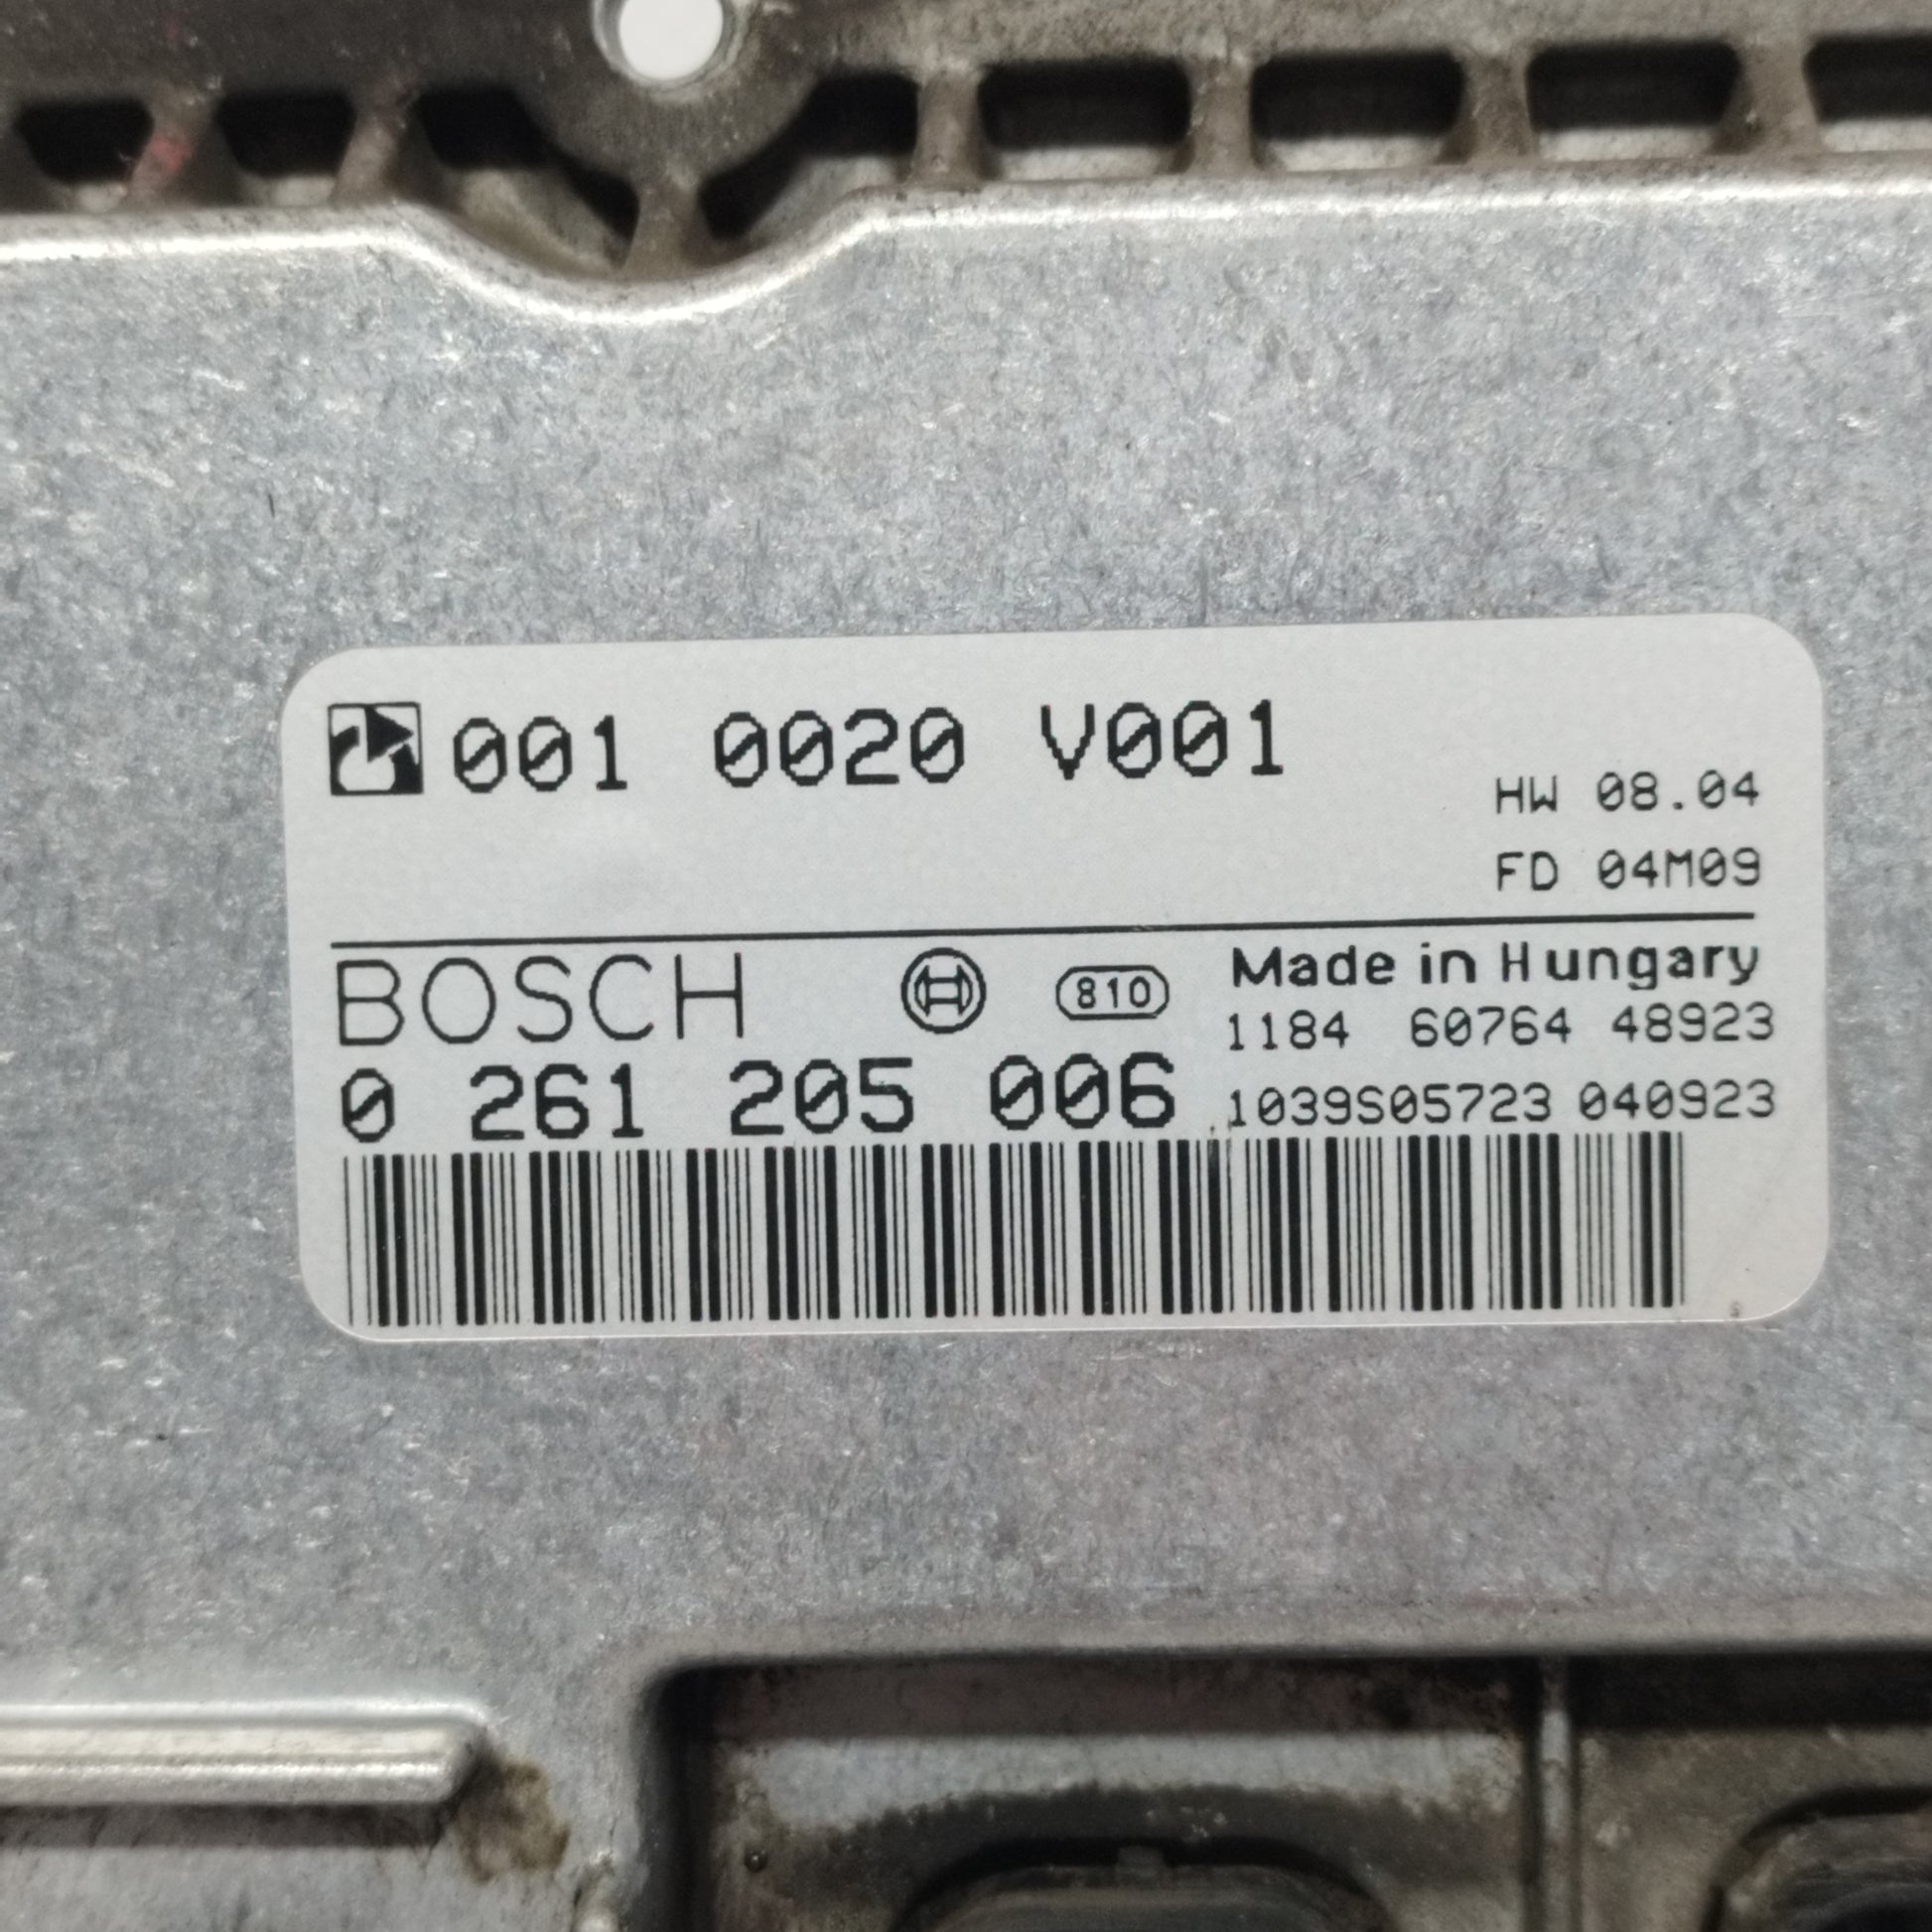 001 0020 V001
HW 08.04
FD 04M09
BOSCH 810 Made in Hungary
1184 60764 48923
0 261 205 006 1039S05723 040923